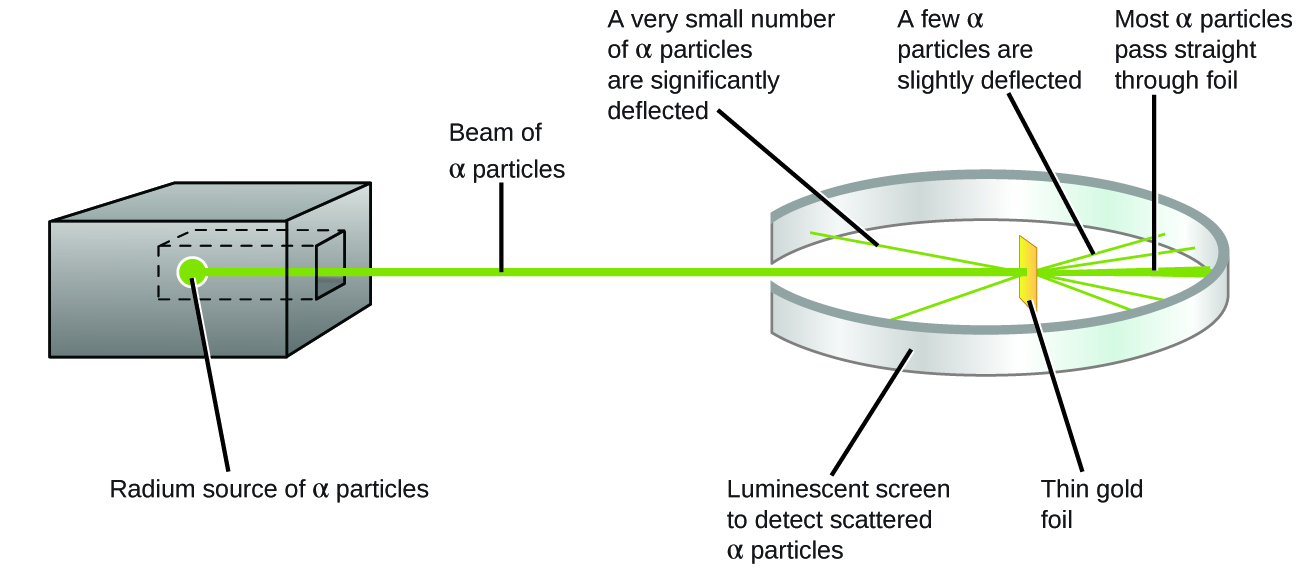 A very small number
of α particles
are significantly
deflected
A few α
particles are
slightly deflected
Most α particles
pass straight
through foil
Beam of
α particles
Radium source of α particles
Luminescent screen
to detect scattered
α particles
Thin gold
foil